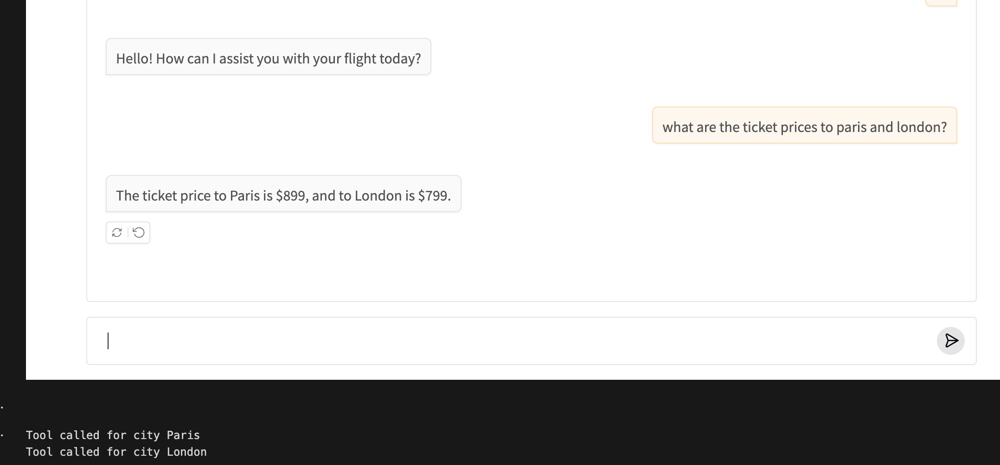 Hello! How can I assist you with your flight today?
what are the ticket prices to paris and london?
The ticket price to Paris is $899, and to London is $799.
Tool called for city Paris
Tool called for city London